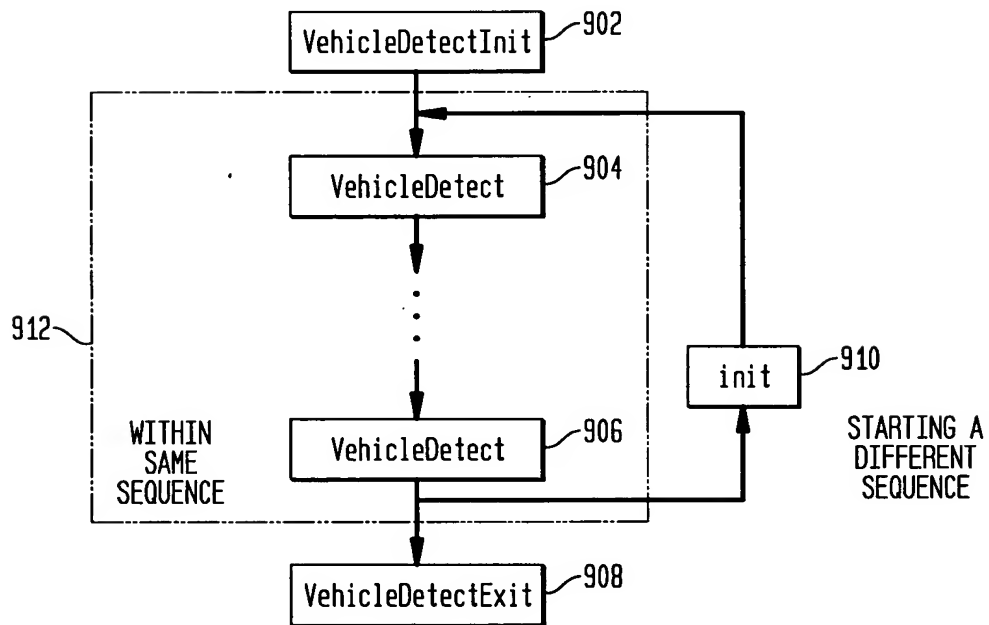 VehicleDetectInit
902
VehicleDetect
904
912
init
910
WITHIN
SAME
SEQUENCE
VehicleDetect
906
STARTING A
DIFFERENT
SEQUENCE
VehicleDetectExit
908